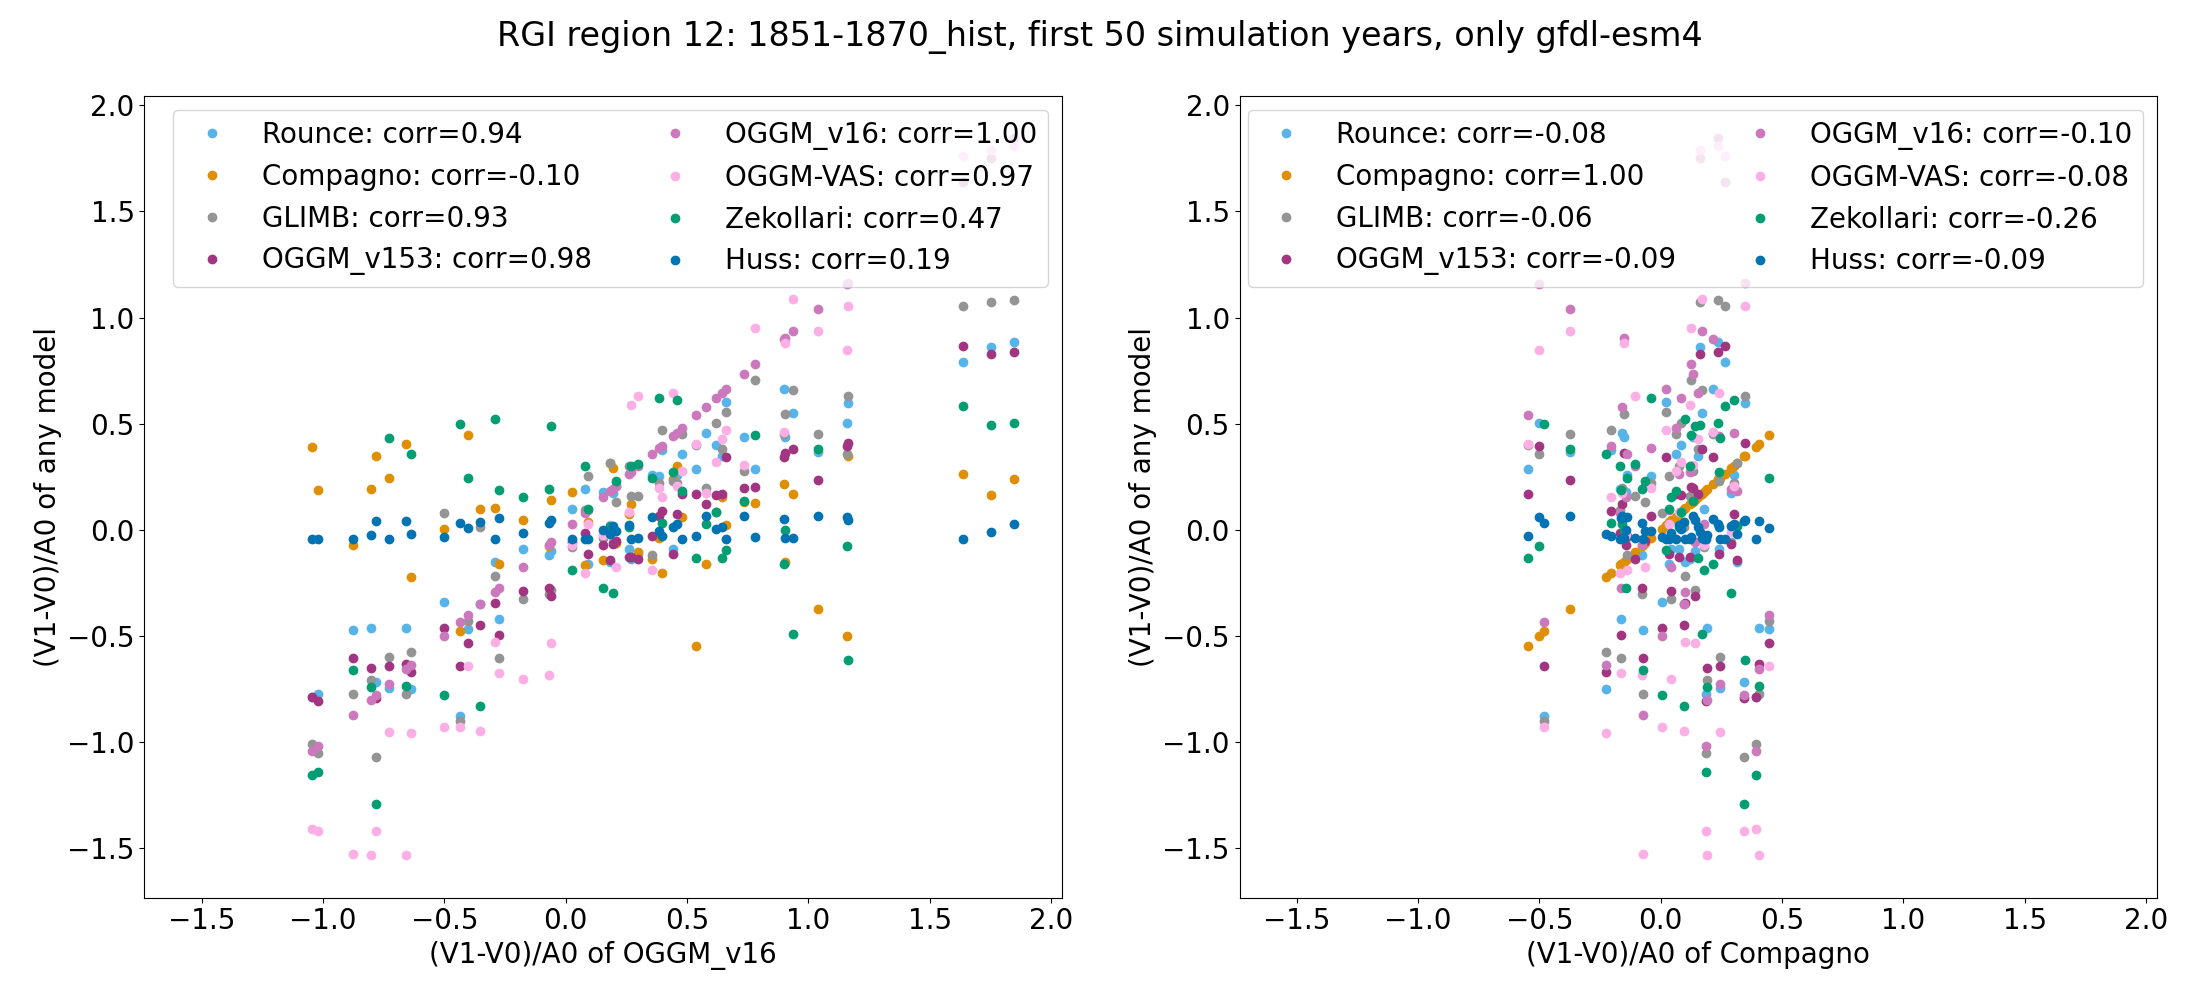 RGI region 12: 1851-1870_hist, first 50 simulation years, only gfdl-esm4
(V1-V0)/A0 of any model
2.0
1.5
1.0
0.5
0.0
−0.5
−1.0
−1.5
Rounce: corr=0.94
Compagno: corr=-0.10
GLIMB: corr=0.93
OGGM_v153: corr=0.98
OGGM_v16: corr=1.00
OGGM-VAS: corr=0.97
Zekollari: corr=0.47
Huss: corr=0.19
−1.5 −1.0 −0.5 0.0 0.5 1.0 1.5 2.0
(V1-V0)/A0 of OGGM_v16
(V1-V0)/A0 of any model
2.0
1.5
1.0
0.5
0.0
−0.5
−1.0
−1.5
Rounce: corr=-0.08
Compagno: corr=1.00
GLIMB: corr=-0.06
OGGM_v153: corr=-0.09
OGGM_v16: corr=-0.10
OGGM-VAS: corr=-0.08
Zekollari: corr=-0.26
Huss: corr=-0.09
−1.5 −1.0 −0.5 0.0 0.5 1.0 1.5 2.0
(V1-V0)/A0 of Compagno